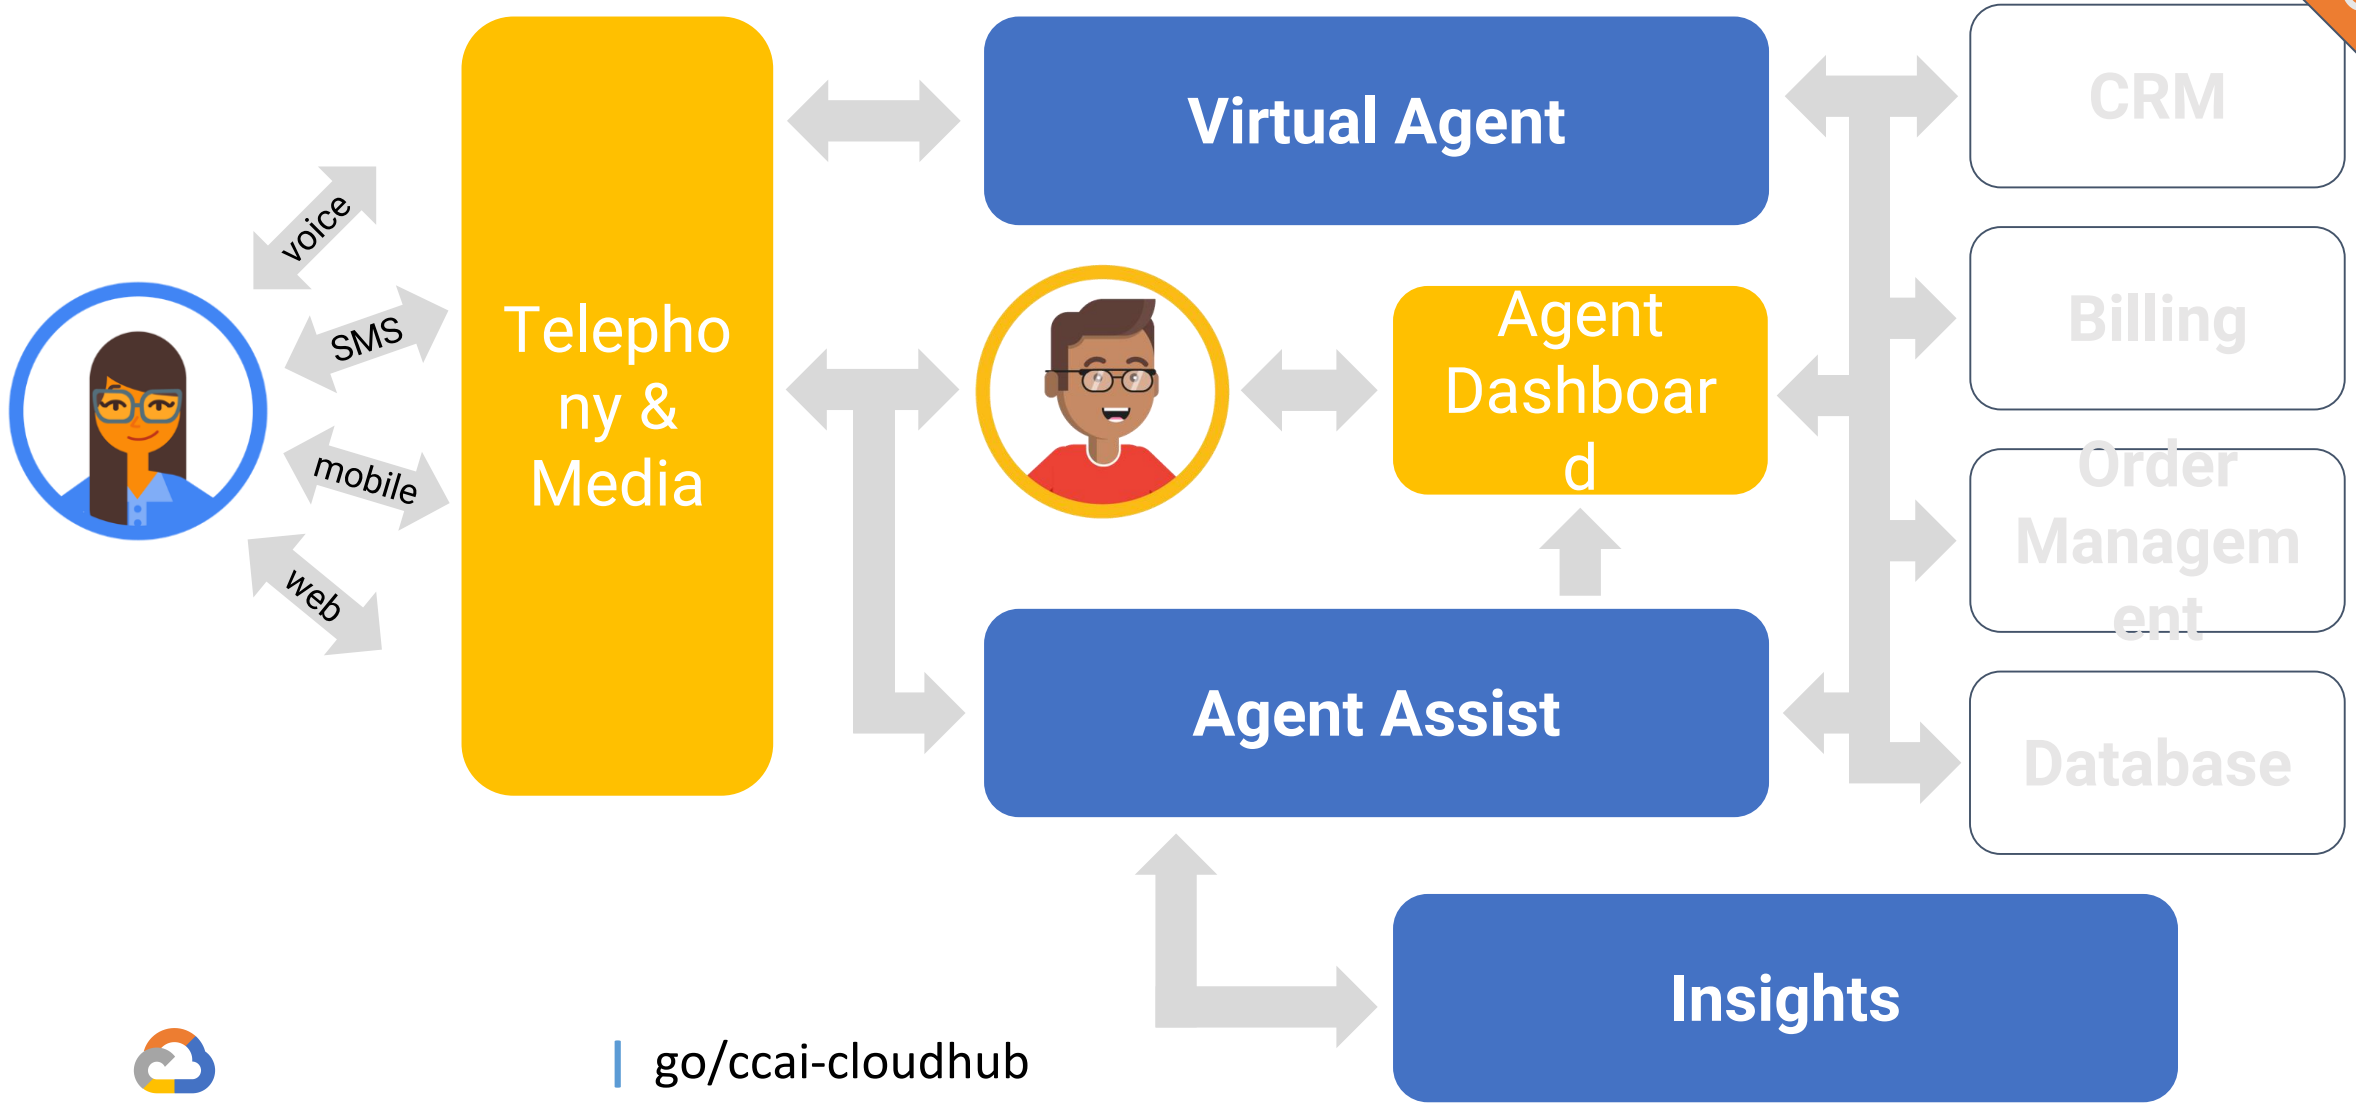 voice
SMS
mobile
web
Telepho
ny &
Media
Virtual Agent
Agent
Dashboar
d
Agent Assist
Insights
CRM
Billing
Order
Managem
ent
Database
go/ccai-cloudhub